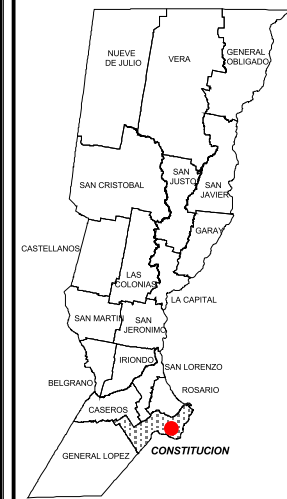 NUEVE
DE JULIO
VERA
GENERAL
OBLIGADO
SAN CRISTOBAL
SAN
JUSTO
SAN
JAVIER
GARAY
CASTELLANOS
LAS
COLONIAS
LA CAPITAL
SAN MARTIN
SAN
JERONIMO
IRIONDO
SAN LORENZO
BELGRANO
ROSARIO
CASEROS
GENERAL LOPEZ
CONSTITUCION